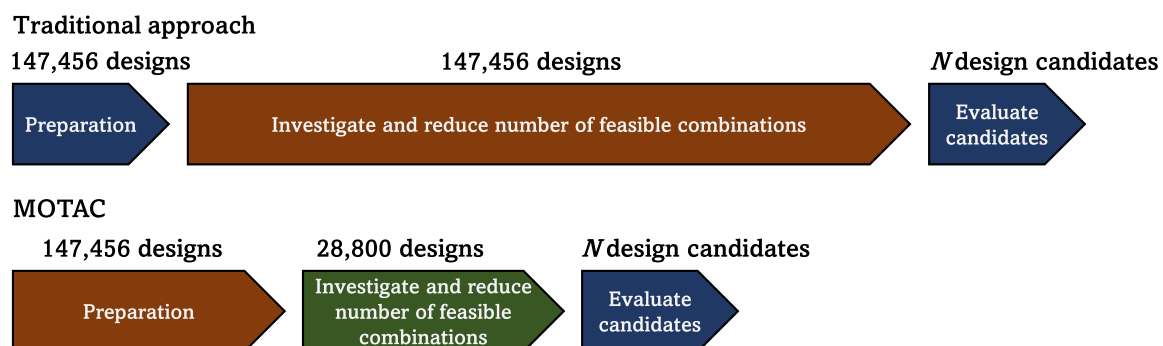 Traditional approach
147,456 designs
147,456 designs
N design candidates
Preparation
Investigate and reduce number of feasible combinations
Evaluate
candidates
MOTAC
147,456 designs
28,800 designs
N design candidates
Preparation
Investigate and reduce
number of feasible
combinations
Evaluate
candidates